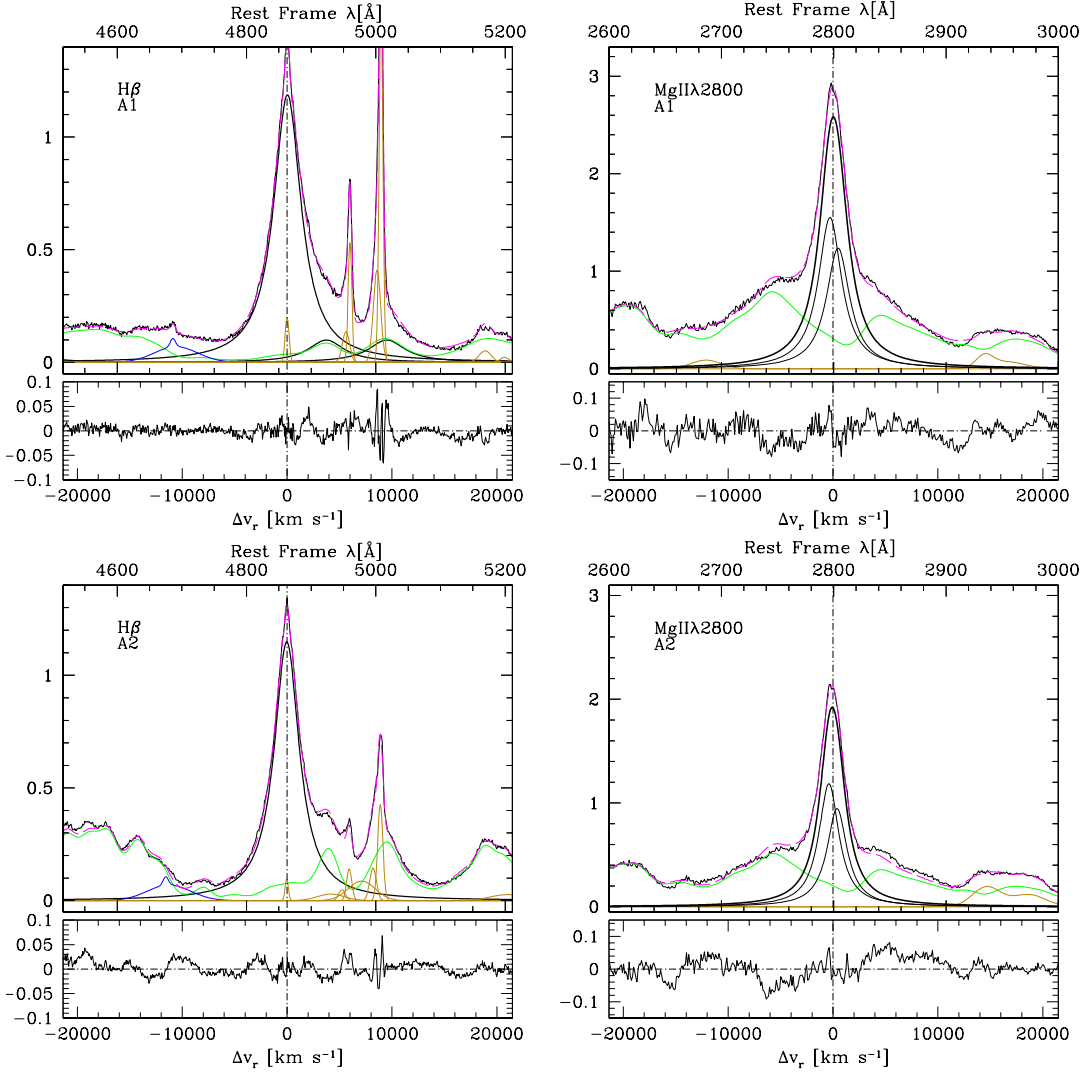 Rest Frame λ[Å]
4600 4800 5000 5200
Hβ
A1
1
0.5
0
0.1
0.05
0
−0.05
−0.1
−20000 −10000 0 10000 20000
Δv_r [km s⁻¹]
Rest Frame λ[Å]
2600 2700 2800 2900 3000
MgIIλ2800
A1
3
2
1
0
0.1
0
−0.1
−20000 −10000 0 10000 20000
Δv_r [km s⁻¹]
Rest Frame λ[Å]
4600 4800 5000 5200
Hβ
A2
1
0.5
0
0.1
0.05
0
−0.05
−0.1
−20000 −10000 0 10000 20000
Δv_r [km s⁻¹]
Rest Frame λ[Å]
2600 2700 2800 2900 3000
MgIIλ2800
A2
3
2
1
0
0.1
0
−0.1
−20000 −10000 0 10000 20000
Δv_r [km s⁻¹]